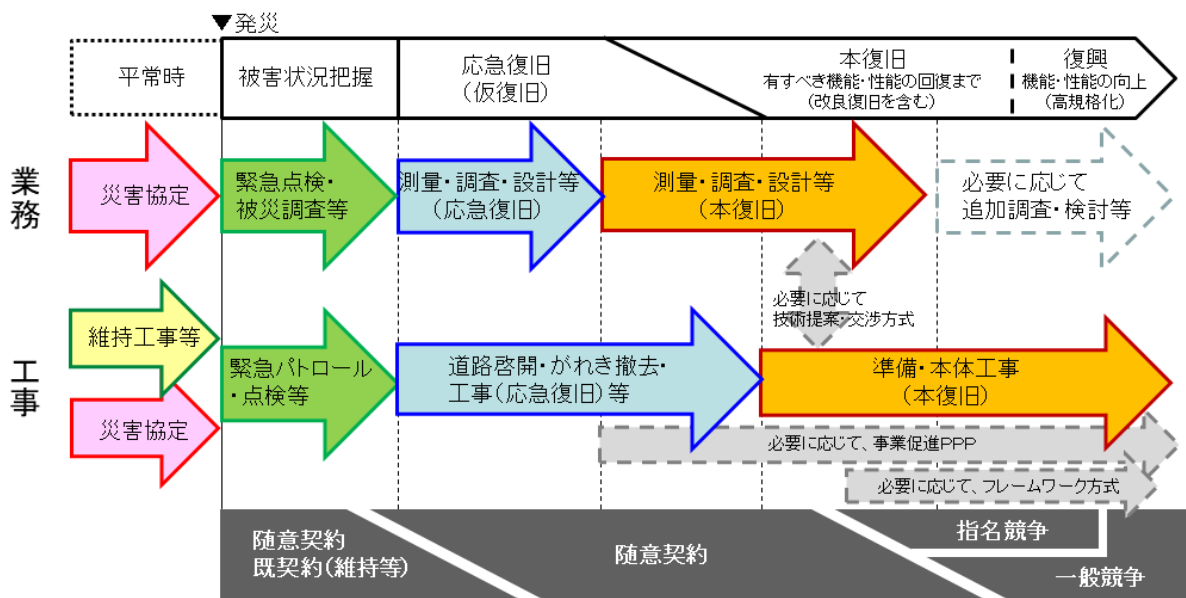 ▼発災
平常時
被害状況把握
応急復旧
(仮復旧)
本復旧
有すべき機能・性能の回復まで
(改良復旧を含む)
復興
機能・性能の向上
(高規格化)
業務
災害協定
緊急点検・
被災調査等
測量・調査・設計等
(応急復旧)
測量・調査・設計等
(本復旧)
必要に応じて
追加調査・検討等
必要に応じて
技術提案・交渉方式
工事
維持工事等
災害協定
緊急パトロール
・点検等
道路啓開・がれき撤去・
工事(応急復旧)等
準備・本体工事
(本復旧)
必要に応じて、事業促進PPP
必要に応じて、フレームワーク方式
随意契約
既契約(維持等)
随意契約
指名競争
一般競争